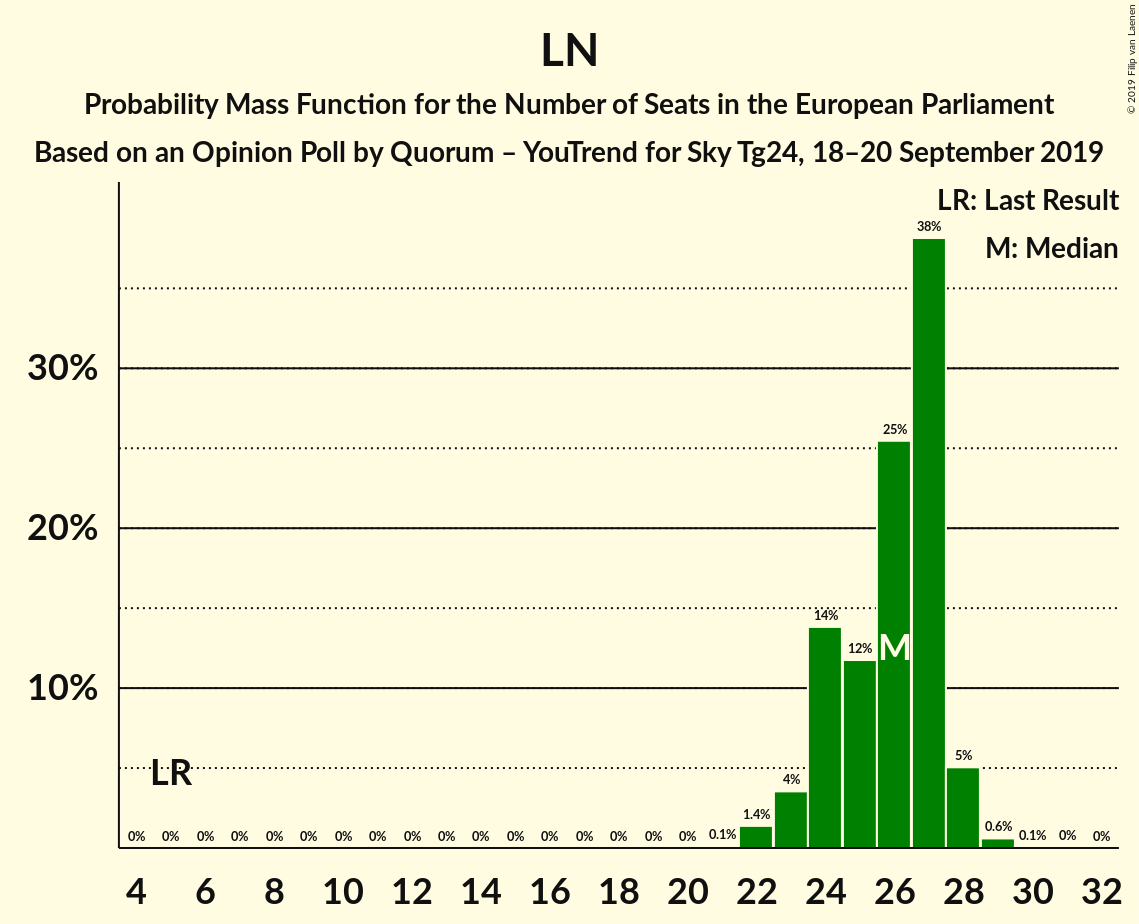 LN
Probability Mass Function for the Number of Seats in the European Parliament
Based on an Opinion Poll by Quorum – YouTrend for Sky Tg24, 18–20 September 2019
© 2019 Filip van Laenen
LR: Last Result
M: Median
30%
20%
10%
LR
M
0% 0% 0% 0% 0% 0% 0% 0% 0% 0% 0% 0% 0% 0% 0% 0% 0% 0.1% 1.4% 4% 14% 12% 25% 38% 5% 0.6% 0.1% 0% 0%
4 6 8 10 12 14 16 18 20 22 24 26 28 30 32